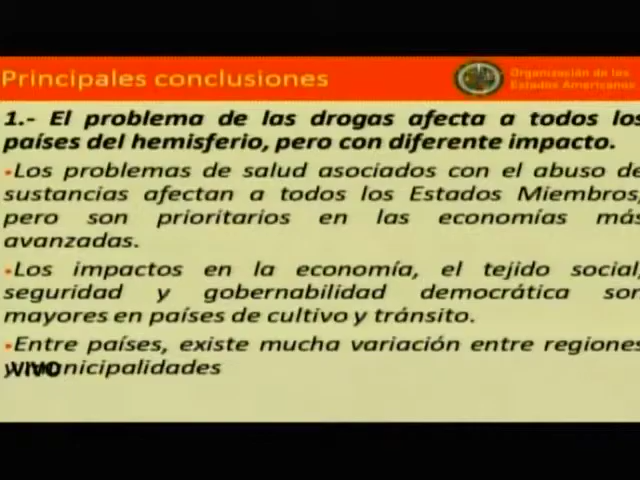 Principales conclusiones
Organización de los
Estados Americanos
1.- El problema de las drogas afecta a todos los
países del hemisferio, pero con diferente impacto.
•Los problemas de salud asociados con el abuso de
sustancias afectan a todos los Estados Miembros,
pero son prioritarios en las economías más
avanzadas.
•Los impactos en la economía, el tejido social,
seguridad y gobernabilidad democrática son
mayores en países de cultivo y tránsito.
•Entre países, existe mucha variación entre regiones
y municipalidades
VIVO